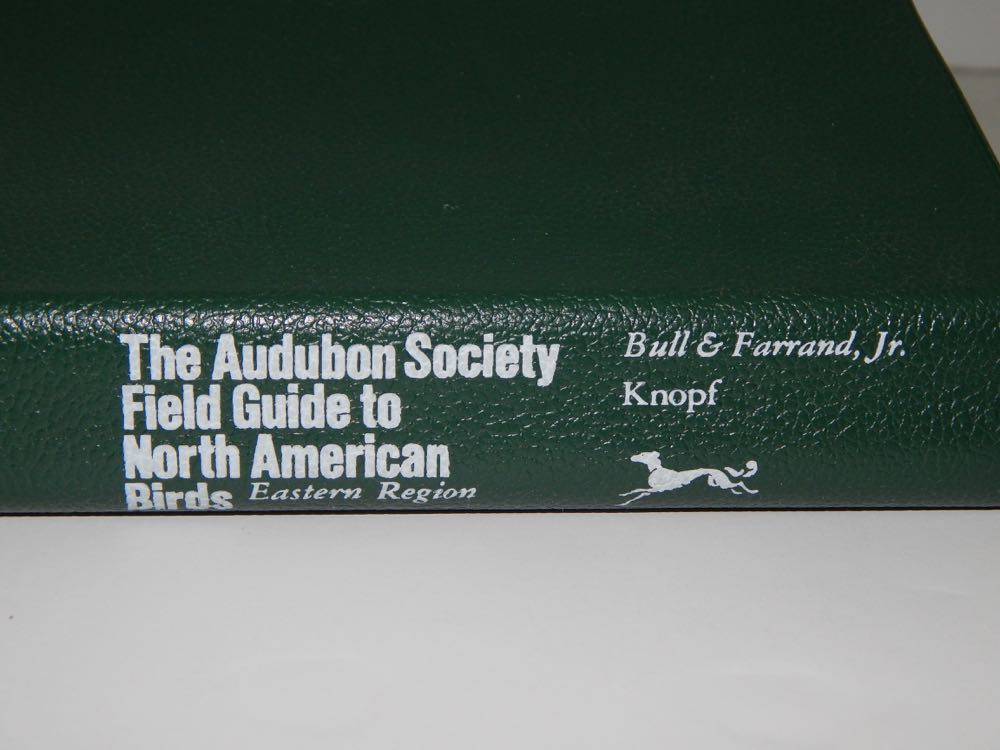 The Audubon Society
Field Guide to
North American
Birds Eastern Region
Bull & Farrand, Jr.
Knopf